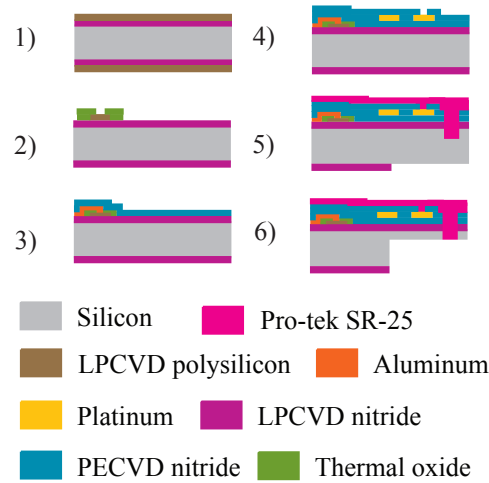 1)
4)
2)
5)
3)
6)
Silicon
Pro-tek SR-25
LPCVD polysilicon
Aluminum
Platinum
LPCVD nitride
PECVD nitride
Thermal oxide